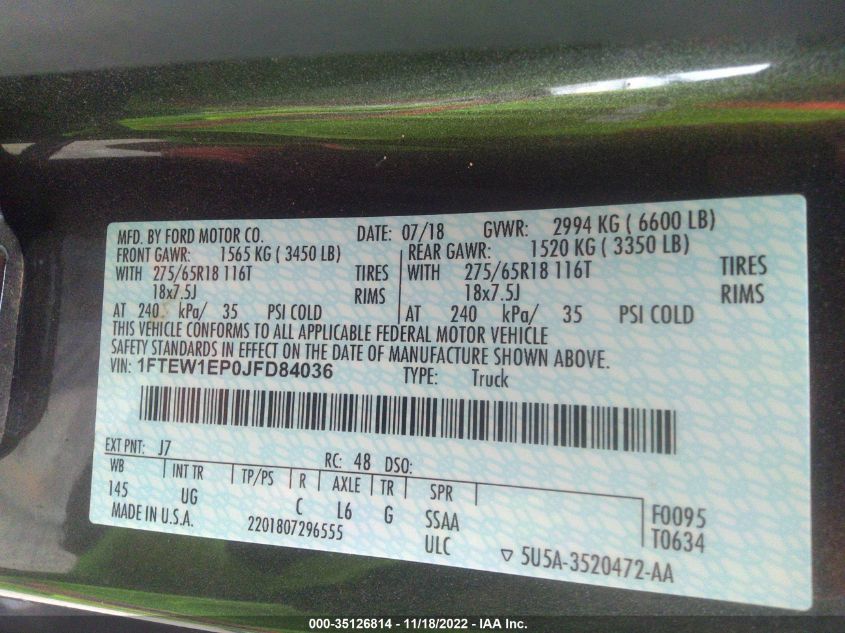 MFD. BY FORD MOTOR CO. DATE: 07/18 GVWR: 2994 KG ( 6600 LB)
FRONT GAWR: 1565 KG ( 3450 LB) REAR GAWR: 1520 KG ( 3350 LB)
WITH 275/65R18 116T TIRES WITH 275/65R18 116T TIRES
18x7.5J RIMS 18x7.5J RIMS
AT 240 kPa/ 35 PSI COLD AT 240 kPa/ 35 PSI COLD
THIS VEHICLE CONFORMS TO ALL APPLICABLE FEDERAL MOTOR VEHICLE
SAFETY STANDARDS IN EFFECT ON THE DATE OF MANUFACTURE SHOWN ABOVE.
VIN: 1FTEW1EP0JFD84036 TYPE: Truck
EXT PNT: J7 RC: 48 DSO:
WB INT TR TP/PS R AXLE TR SPR
145 UG C L6 G SSAA F0095
MADE IN U.S.A. 2201807296555 ULC T0634
▽ 5U5A-3520472-AA
000-35126814 - 11/18/2022 - IAA Inc.